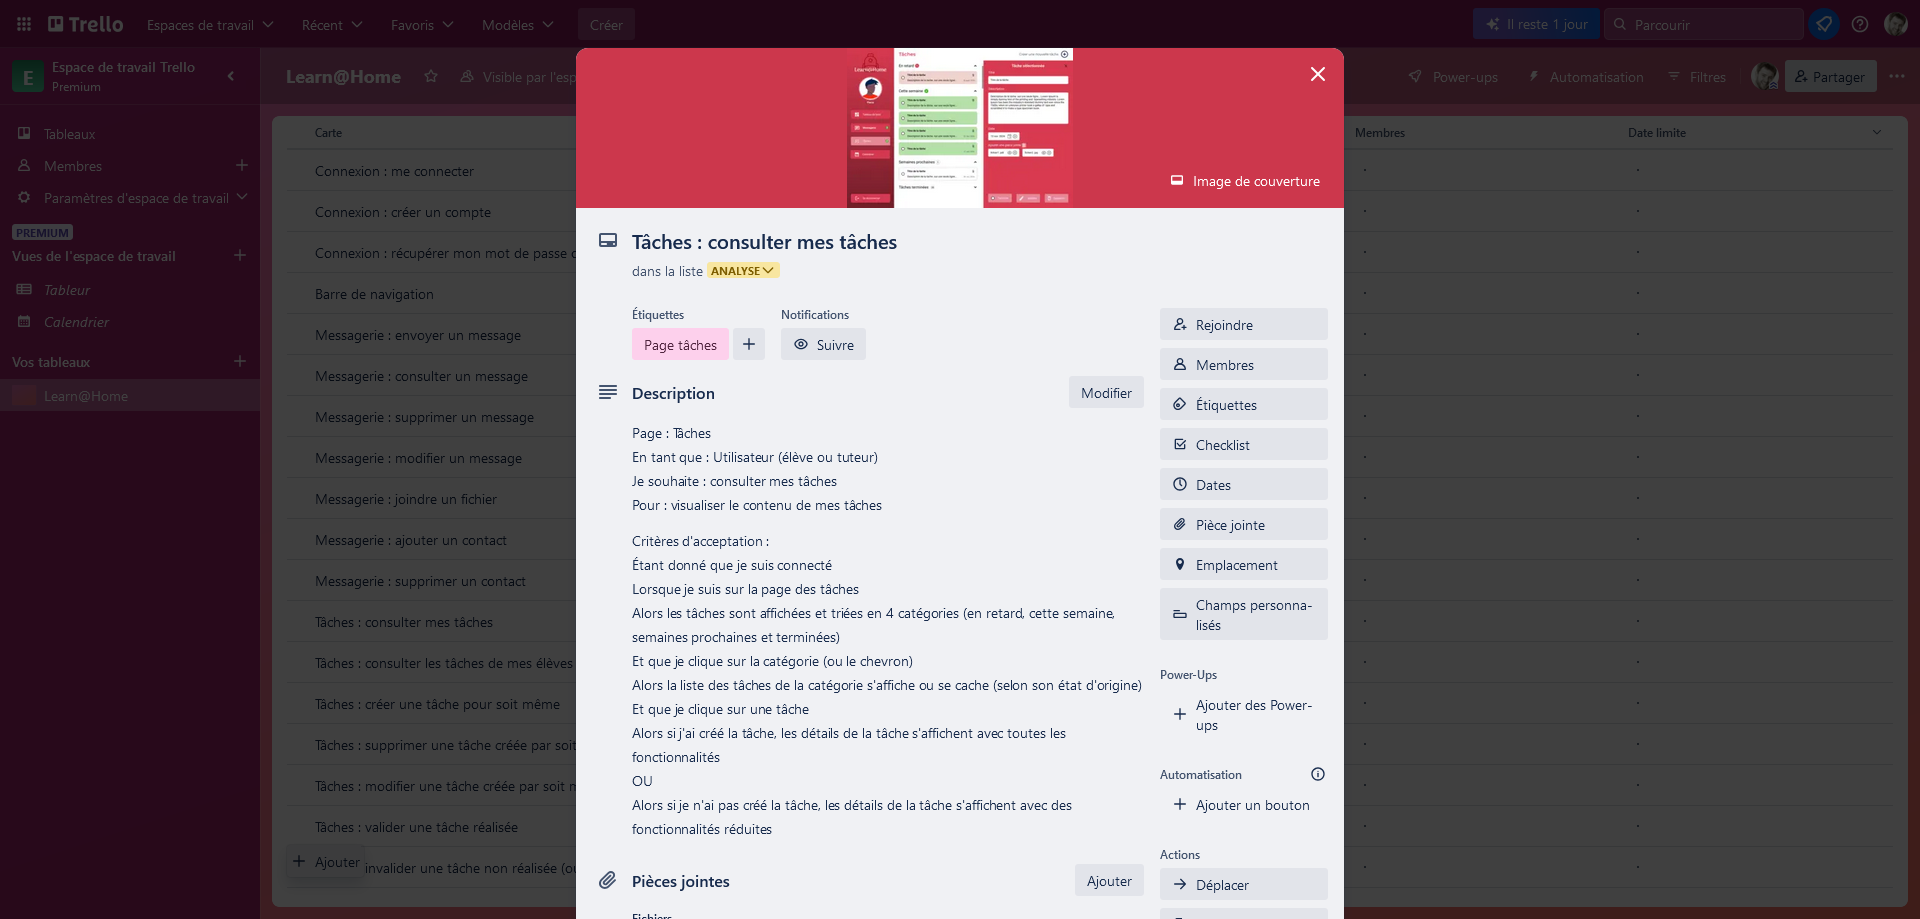 Trello
Espaces de travail
Récent
Favoris
Modèles
Créer
Il reste 1 jour
Parcourir
E
Espace de travail Trello
Premium
Learn@Home
Visible par l'esp
Power-ups
Automatisation
Filtres
Partager
Tableaux
Membres
Paramètres d'espace de travail
PREMIUM
Vues de l'espace de travail
Tableur
Calendrier
Vos tableaux
Learn@Home
Carte
Membres
Date limite
Connexion : me connecter
Connexion : créer un compte
Connexion : récupérer mon mot de passe o
Barre de navigation
Messagerie : envoyer un message
Messagerie : consulter un message
Messagerie : supprimer un message
Messagerie : modifier un message
Messagerie : joindre un fichier
Messagerie : ajouter un contact
Messagerie : supprimer un contact
Tâches : consulter mes tâches
Tâches : consulter les tâches de mes élèves
Tâches : créer une tâche pour soit même
Tâches : supprimer une tâche créée par soit
Tâches : modifier une tâche créée par soit m
Tâches : valider une tâche réalisée
Ajouter
invalider une tâche non réalisée (ou
Learn@Home
Tâches
En retard
Cette semaine
Semaines prochaines
Tâches terminées
Image de couverture
Tâches : consulter mes tâches
dans la liste ANALYSE
Étiquettes
Notifications
Page tâches
Suivre
Description
Modifier
Page : Tâches
En tant que : Utilisateur (élève ou tuteur)
Je souhaite : consulter mes tâches
Pour : visualiser le contenu de mes tâches
Critères d'acceptation :
Étant donné que je suis connecté
Lorsque je suis sur la page des tâches
Alors les tâches sont affichées et triées en 4 catégories (en retard, cette semaine,
semaines prochaines et terminées)
Et que je clique sur la catégorie (ou le chevron)
Alors la liste des tâches de la catégorie s'affiche ou se cache (selon son état d'origine)
Et que je clique sur une tâche
Alors si j'ai créé la tâche, les détails de la tâche s'affichent avec toutes les
fonctionnalités
OU
Alors si je n'ai pas créé la tâche, les détails de la tâche s'affichent avec des
fonctionnalités réduites
Pièces jointes
Ajouter
Fichiers
Rejoindre
Membres
Étiquettes
Checklist
Dates
Pièce jointe
Emplacement
Champs personna-
lisés
Power-Ups
Ajouter des Power-
ups
Automatisation
Ajouter un bouton
Actions
Déplacer